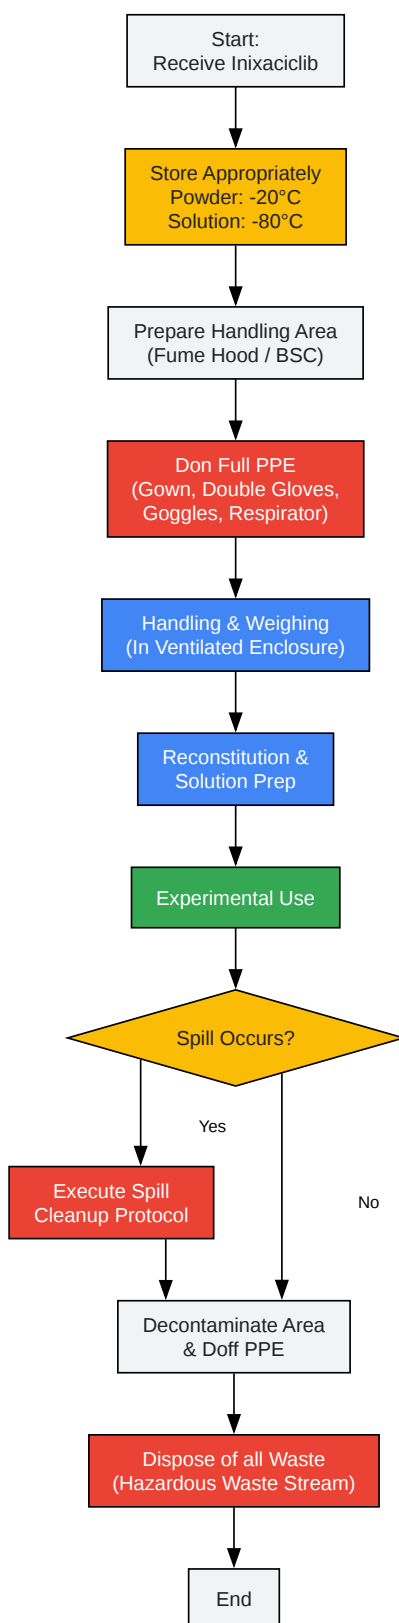 Start:
Receive Inixaciclib
Store Appropriately
Powder: -20°C
Solution: -80°C
Prepare Handling Area
(Fume Hood / BSC)
Don Full PPE
(Gown, Double Gloves,
Goggles, Respirator)
Handling & Weighing
(In Ventilated Enclosure)
Reconstitution &
Solution Prep
Experimental Use
Spill Occurs?
Yes
Execute Spill
Cleanup Protocol
No
Decontaminate Area
& Doff PPE
Dispose of all Waste
(Hazardous Waste Stream)
End